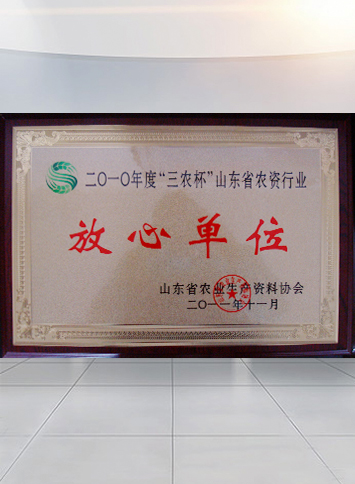 二〇一〇年度“三农杯”山东省农资行业
放心单位
山东省农业生产资料协会
二〇一一年十一月